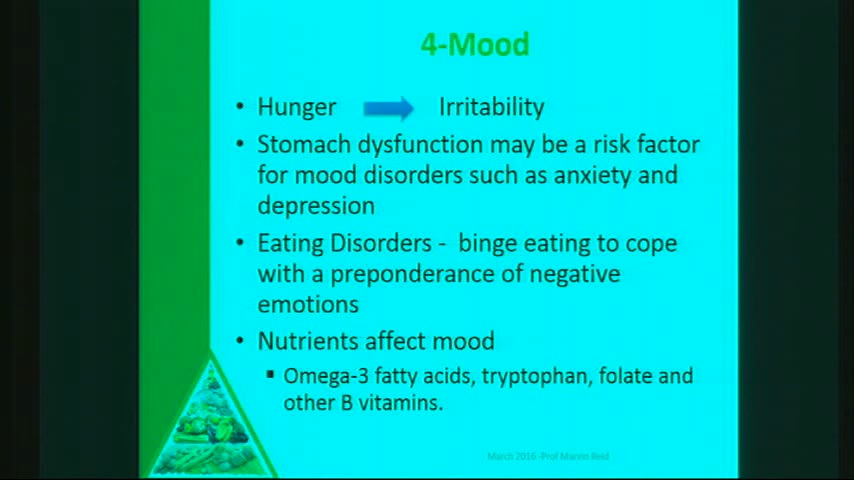 4-Mood
• Hunger Irritability
• Stomach dysfunction may be a risk factor
for mood disorders such as anxiety and
depression
• Eating Disorders - binge eating to cope
with a preponderance of negative
emotions
• Nutrients affect mood
▪ Omega-3 fatty acids, tryptophan, folate and
other B vitamins.
March 2016 -Prof Marvin Reid